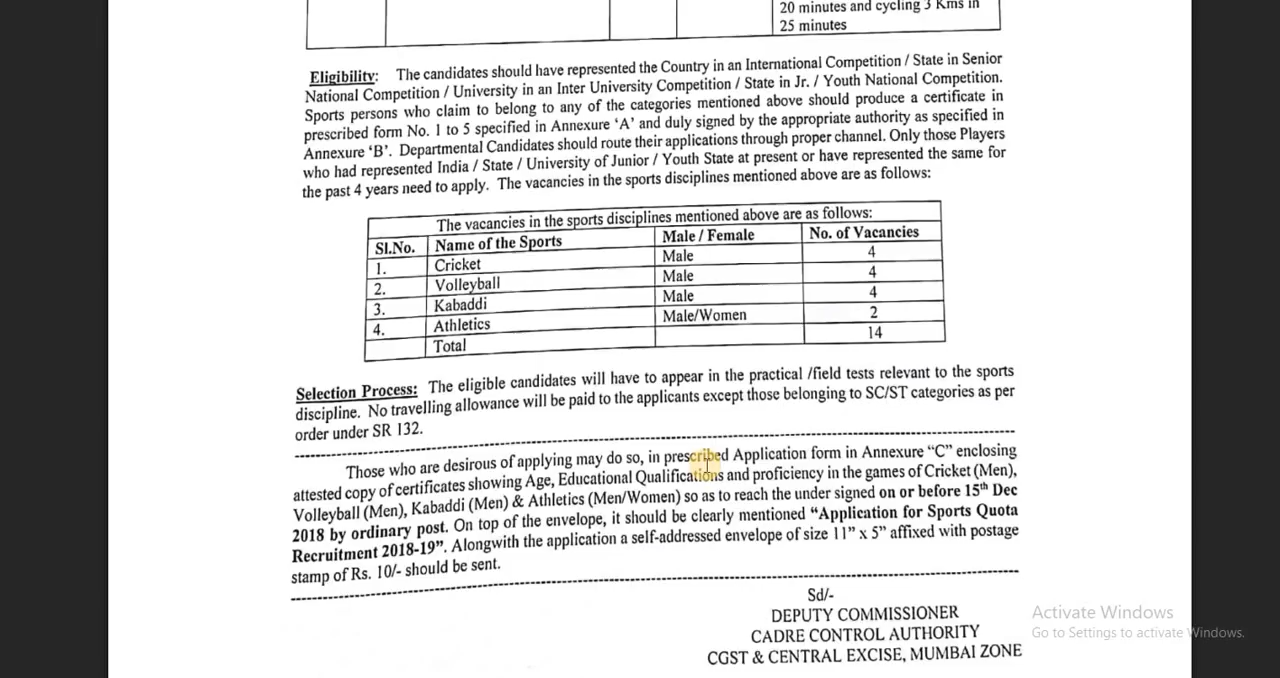 20 minutes and cycling 3 Kms in
25 minutes
Eligibility: The candidates should have represented the Country in an International Competition / State in Senior
National Competition / University in an Inter University Competition / State in Jr. / Youth National Competition.
Sports persons who claim to belong to any of the categories mentioned above should produce a certificate in
prescribed form No. 1 to 5 specified in Annexure ‘A’ and duly signed by the appropriate authority as specified in
Annexure ‘B’. Departmental Candidates should route their applications through proper channel. Only those Players
who had represented India / State / University of Junior / Youth State at present or have represented the same for
the past 4 years need to apply. The vacancies in the sports disciplines mentioned above are as follows:
The vacancies in the sports disciplines mentioned above are as follows:
Sl.No. Name of the Sports Male / Female No. of Vacancies
1. Cricket Male 4
2. Volleyball Male 4
3. Kabaddi Male 4
4. Athletics Male/Women 2
Total 14
Selection Process: The eligible candidates will have to appear in the practical /field tests relevant to the sports
discipline. No travelling allowance will be paid to the applicants except those belonging to SC/ST categories as per
order under SR 132.
Those who are desirous of applying may do so, in prescribed Application form in Annexure “C” enclosing
attested copy of certificates showing Age, Educational Qualifications and proficiency in the games of Cricket (Men),
Volleyball (Men), Kabaddi (Men) & Athletics (Men/Women) so as to reach the under signed on or before 15th Dec
2018 by ordinary post. On top of the envelope, it should be clearly mentioned “Application for Sports Quota
Recruitment 2018-19”. Alongwith the application a self-addressed envelope of size 11” x 5” affixed with postage
stamp of Rs. 10/- should be sent.
Sd/-
DEPUTY COMMISSIONER
CADRE CONTROL AUTHORITY
CGST & CENTRAL EXCISE, MUMBAI ZONE
Activate Windows
Go to Settings to activate Windows.